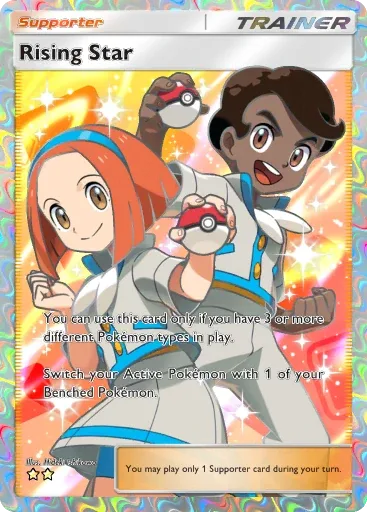 Supporter
TRAINER
Rising Star
You can use this card only if you have 3 or more
different Pokémon types in play.
Switch your Active Pokémon with 1 of your
Benched Pokémon.
Illus.
You may play only 1 Supporter card during your turn.